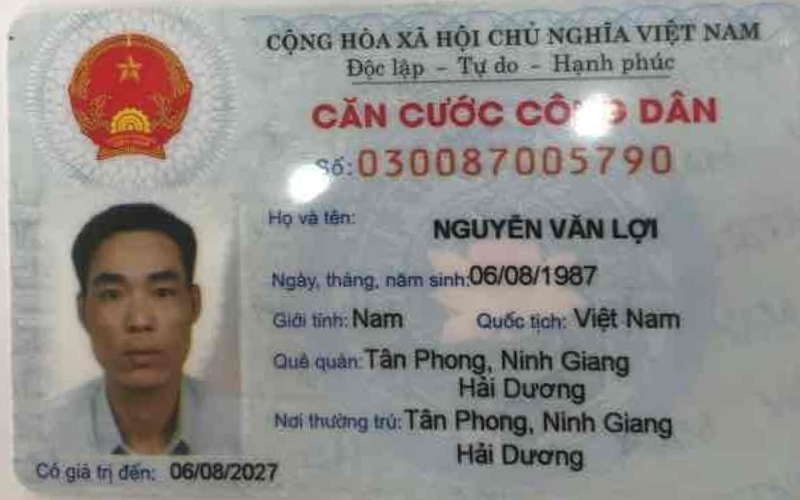 CỘNG HÒA XÃ HỘI CHỦ NGHĨA VIỆT NAM
Độc lập – Tự do – Hạnh phúc
CĂN CƯỚC CÔNG DÂN
Số: 030087005790
Họ và tên: NGUYỄN VĂN LỢI
Ngày, tháng, năm sinh: 06/08/1987
Giới tính: Nam Quốc tịch: Việt Nam
Quê quán: Tân Phong, Ninh Giang
Hải Dương
Nơi thường trú: Tân Phong, Ninh Giang
Hải Dương
Có giá trị đến: 06/08/2027